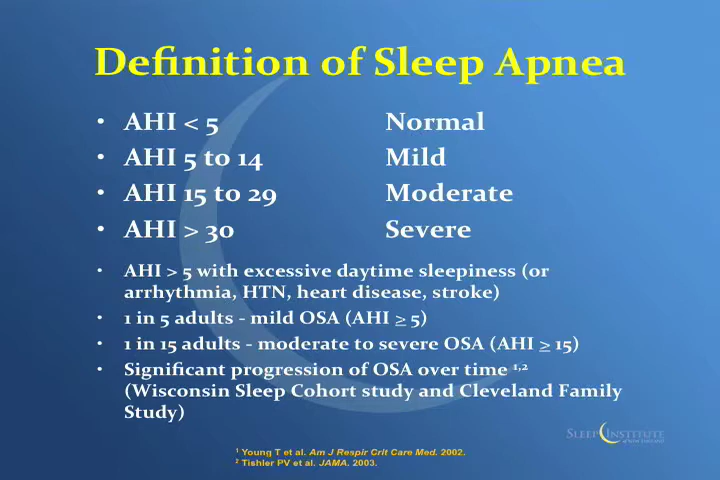 Definition of Sleep Apnea
• AHI < 5 Normal
• AHI 5 to 14 Mild
• AHI 15 to 29 Moderate
• AHI > 30 Severe
• AHI > 5 with excessive daytime sleepiness (or
arrhythmia, HTN, heart disease, stroke)
• 1 in 5 adults - mild OSA (AHI ≥ 5)
• 1 in 15 adults - moderate to severe OSA (AHI ≥ 15)
• Significant progression of OSA over time 1,2
(Wisconsin Sleep Cohort study and Cleveland Family
Study)
SLEEP INSTITUTE
of NEW ENGLAND
1 Young T et al. Am J Respir Crit Care Med. 2002.
2 Tishler PV et al. JAMA. 2003.